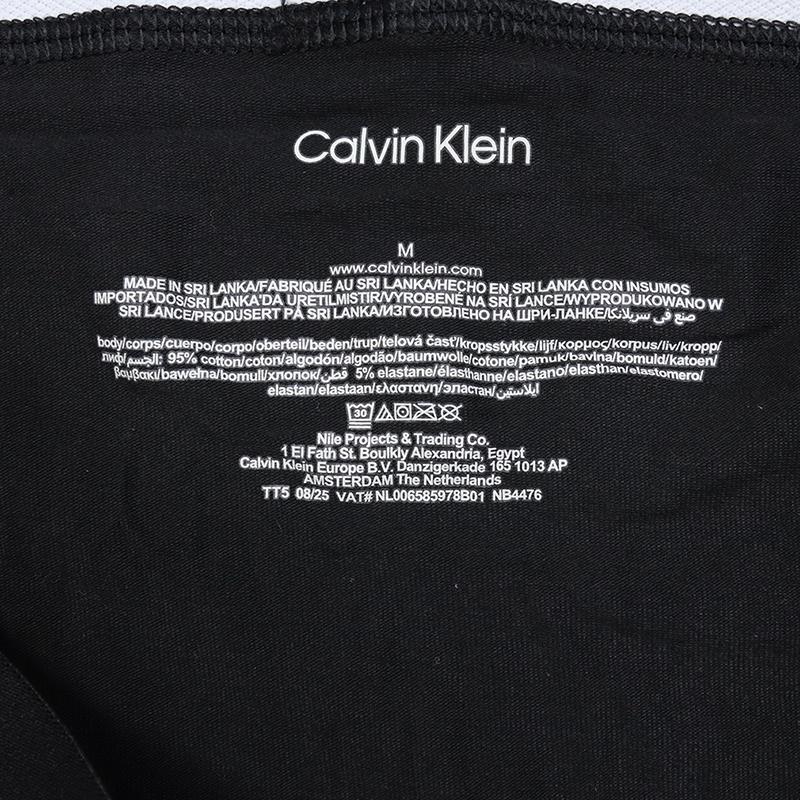 Calvin Klein
M
www.calvinklein.com
MADE IN SRI LANKA/FABRIQUÉ AU SRI LANKA/HECHO EN SRI LANKA CON INSUMOS
IMPORTADOS/SRI LANKA'DA URETILMISTIR/VYROBENÉ NA SRÍ LANCE/WYPRODUKOWANO W
SRI LANCE/PRODUSERT PÅ SRI LANKA/ИЗГОТОВЛЕНО НА ШРИ-ЛАНКЕ/صنع في سريلانكا
body/corps/cuerpo/corpo/oberteil/beden/trup/telová časť/kropsstykke/lijf/κορμος/korpus/liv/kropp/
лиф/الجسم: 95% cotton/coton/algodón/algodão/baumwolle/cotone/pamuk/bavlna/bomuld/katoen/
βαμβακι/bawełna/bomull/хлопок/قطن 5% elastane/élasthanne/elastano/elasthan/elastomero/
elastan/elastaan/ελαστανη/эластан/ايلاستين
30
Nile Projects & Trading Co.
1 El Fath St. Boulkly Alexandria, Egypt
Calvin Klein Europe B.V. Danzigerkade 165 1013 AP
AMSTERDAM The Netherlands
TT5 08/25 VAT# NL006585978B01 NB4476